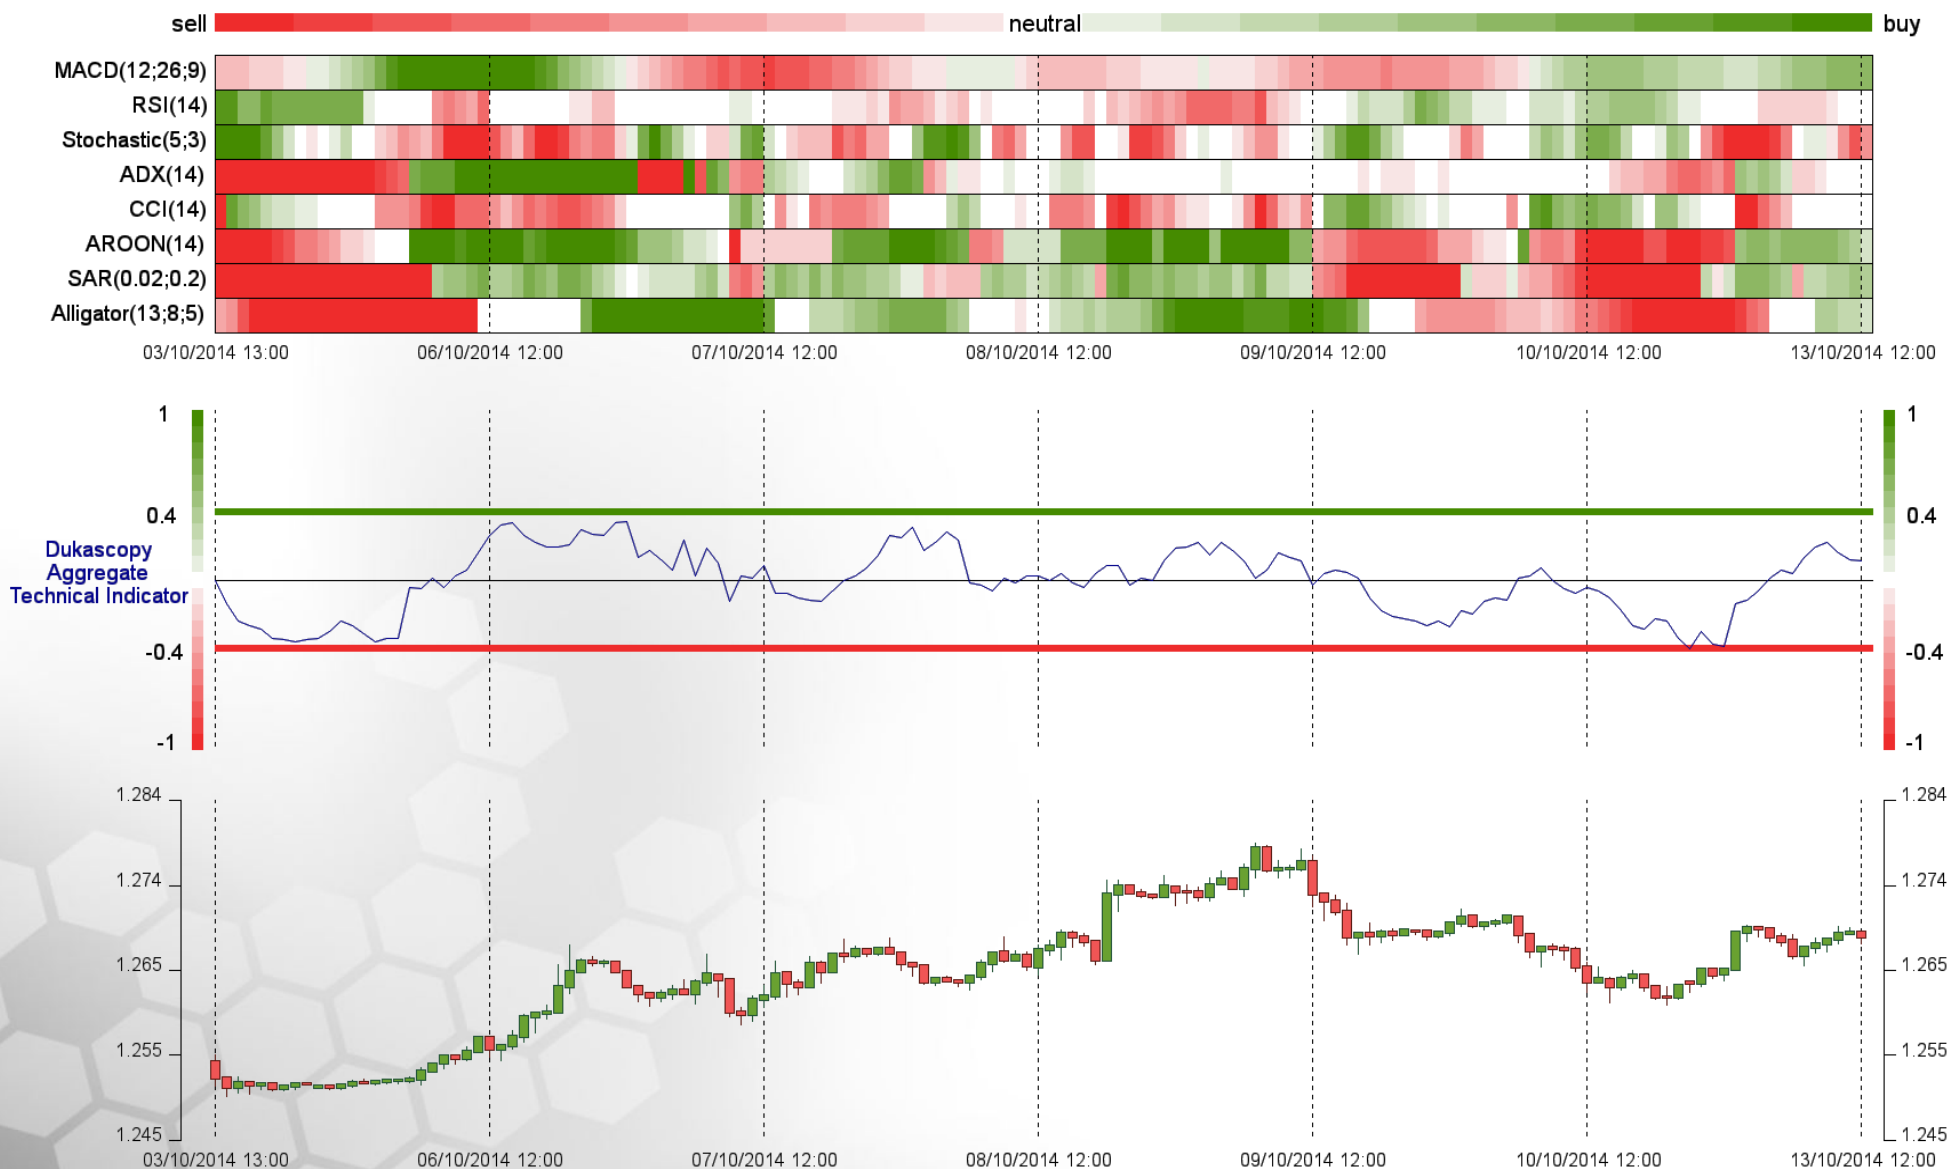 sell neutral buy
MACD(12;26;9)
RSI(14)
Stochastic(5;3)
ADX(14)
CCI(14)
AROON(14)
SAR(0.02;0.2)
Alligator(13;8;5)
03/10/2014 13:00 06/10/2014 12:00 07/10/2014 12:00 08/10/2014 12:00 09/10/2014 12:00 10/10/2014 12:00 13/10/2014 12:00
1 1
0.4 0.4
Dukascopy
Aggregate
Technical Indicator
-0.4 -0.4
-1 -1
1.284 1.284
1.274 1.274
1.265 1.265
1.255 1.255
1.245 1.245
03/10/2014 13:00 06/10/2014 12:00 07/10/2014 12:00 08/10/2014 12:00 09/10/2014 12:00 10/10/2014 12:00 13/10/2014 12:00